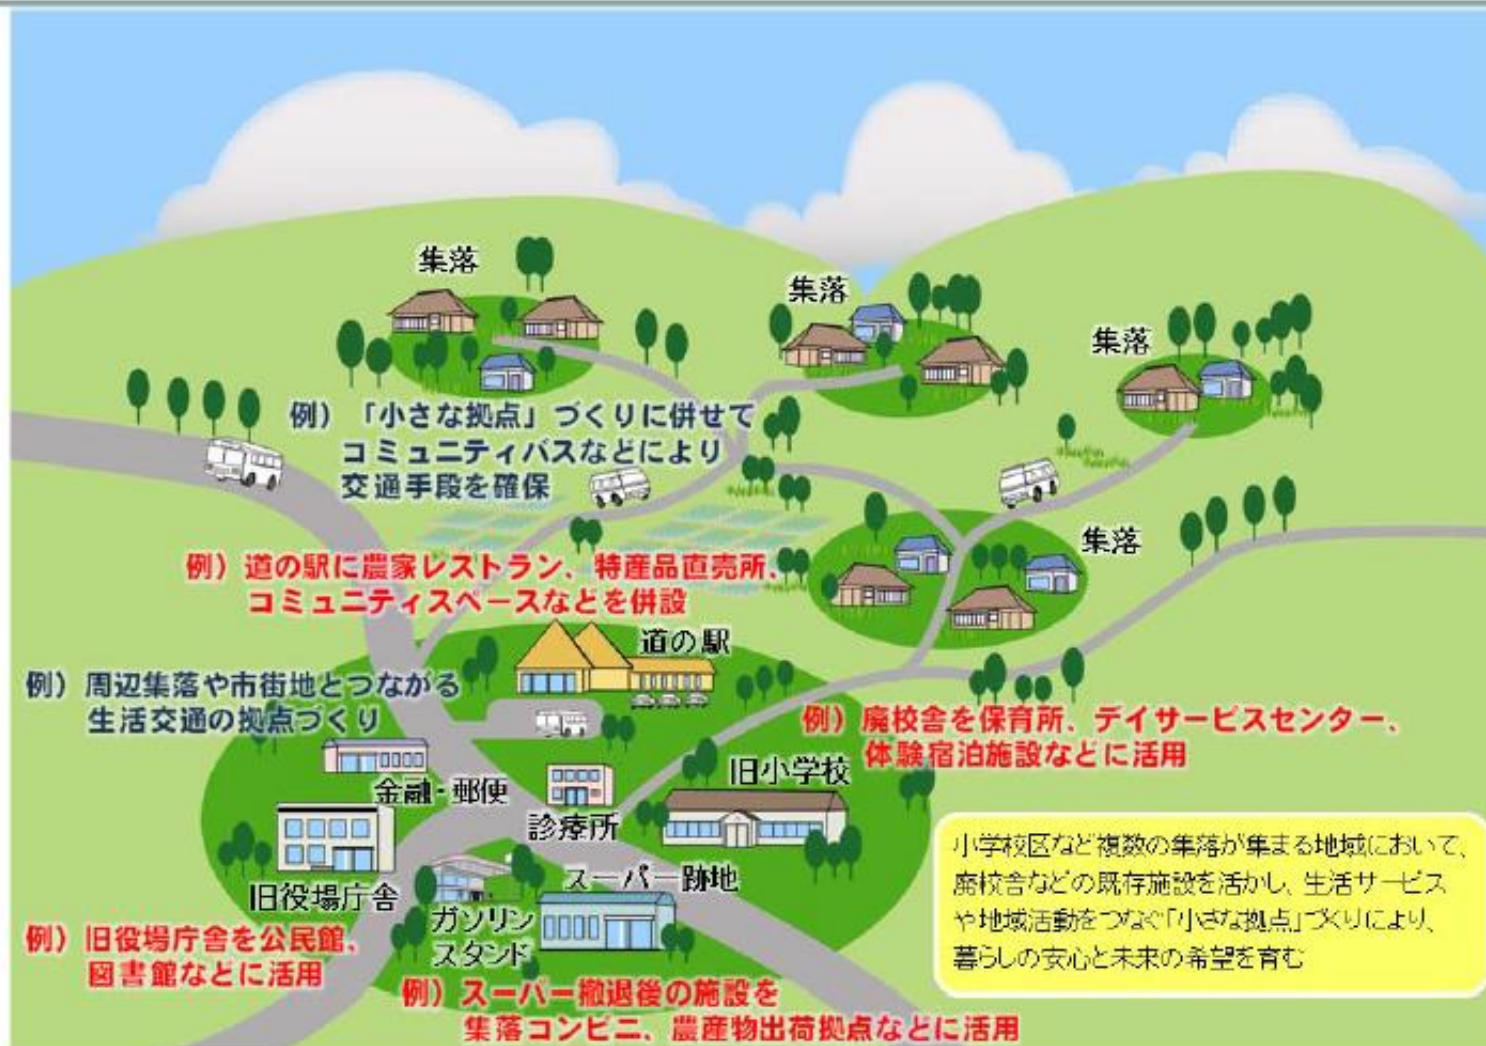 集落
集落
集落
例）「小さな拠点」づくりに併せて
コミュニティバスなどにより
交通手段を確保
集落
例）道の駅に農家レストラン、特産品直売所、
コミュニティスペースなどを併設
道の駅
例）周辺集落や市街地とつながる
生活交通の拠点づくり
例）廃校舎を保育所、デイサービスセンター、
体験宿泊施設などに活用
金融・郵便
旧小学校
診療所
旧役場庁舎
スーパー跡地
ガソリン
スタンド
例）旧役場庁舎を公民館、
図書館などに活用
例）スーパー撤退後の施設を
集落コンビニ、農産物出荷拠点などに活用
小学校区など複数の集落が集まる地域において、
廃校舎などの既存施設を活かし、生活サービス
や地域活動をつなぐ「小さな拠点」づくりにより、
暮らしの安心と未来の希望を育む